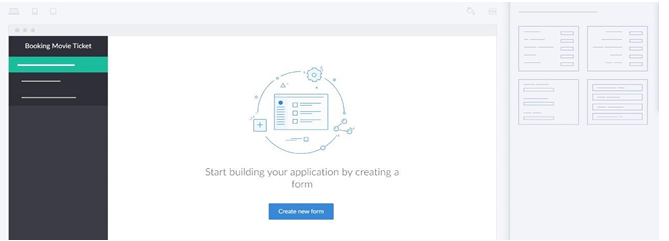 Booking Movie Ticket
Start building your application by creating a
form
Create new form